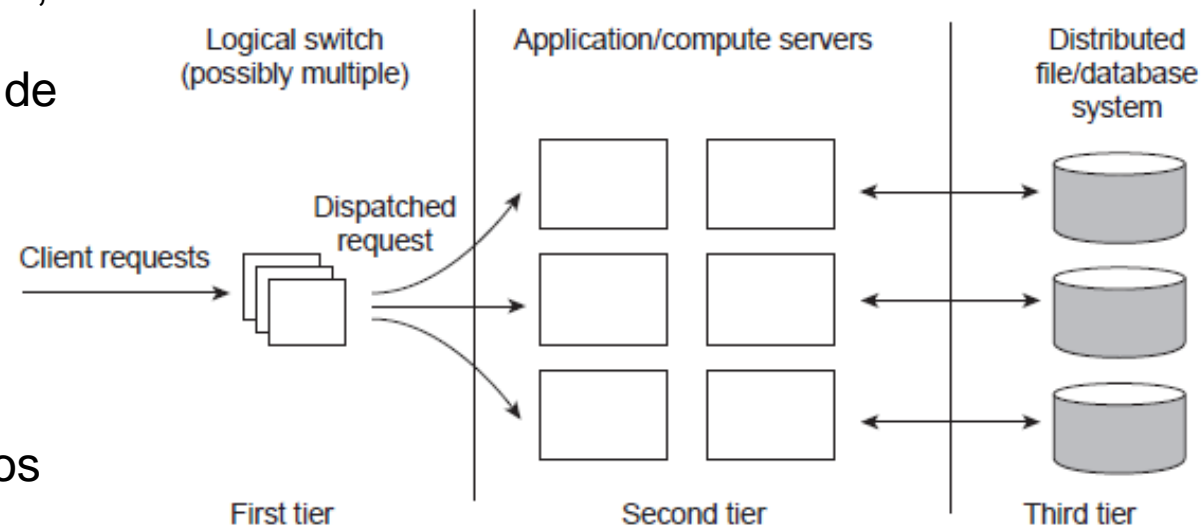 ,
Logical switch
(possibly multiple)
Application/compute servers
Distributed
file/database
system
de
Dispatched
request
Client requests
os
First tier
Second tier
Third tier